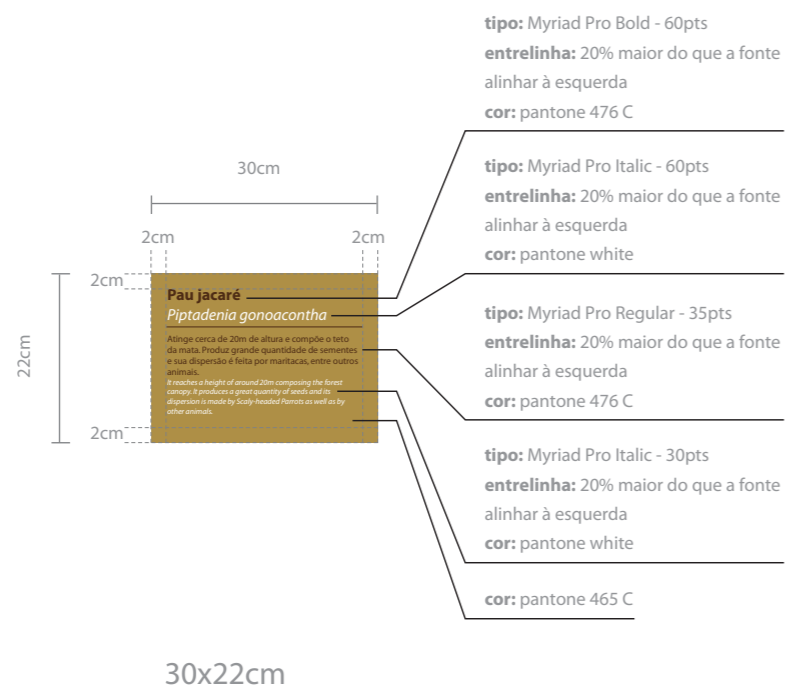 tipo: Myriad Pro Bold - 60pts
entrelinha: 20% maior do que a fonte
alinhar à esquerda
cor: pantone 476 C
tipo: Myriad Pro Italic - 60pts
entrelinha: 20% maior do que a fonte
alinhar à esquerda
cor: pantone white
tipo: Myriad Pro Regular - 35pts
entrelinha: 20% maior do que a fonte
alinhar à esquerda
cor: pantone 476 C
tipo: Myriad Pro Italic - 30pts
entrelinha: 20% maior do que a fonte
alinhar à esquerda
cor: pantone white
cor: pantone 465 C
30cm
2cm
2cm
2cm
22cm
2cm
Pau jacaré
Piptadenia gonoacontha
Atinge cerca de 20m de altura e compõe o teto
da mata. Produz grande quantidade de sementes
e sua dispersão é feita por maritacas, entre outros
animais.
It reaches a height of around 20m composing the forest
canopy. It produces a great quantity of seeds and its
dispersion is made by Scaly-headed Parrots as well as by
other animals.
30x22cm